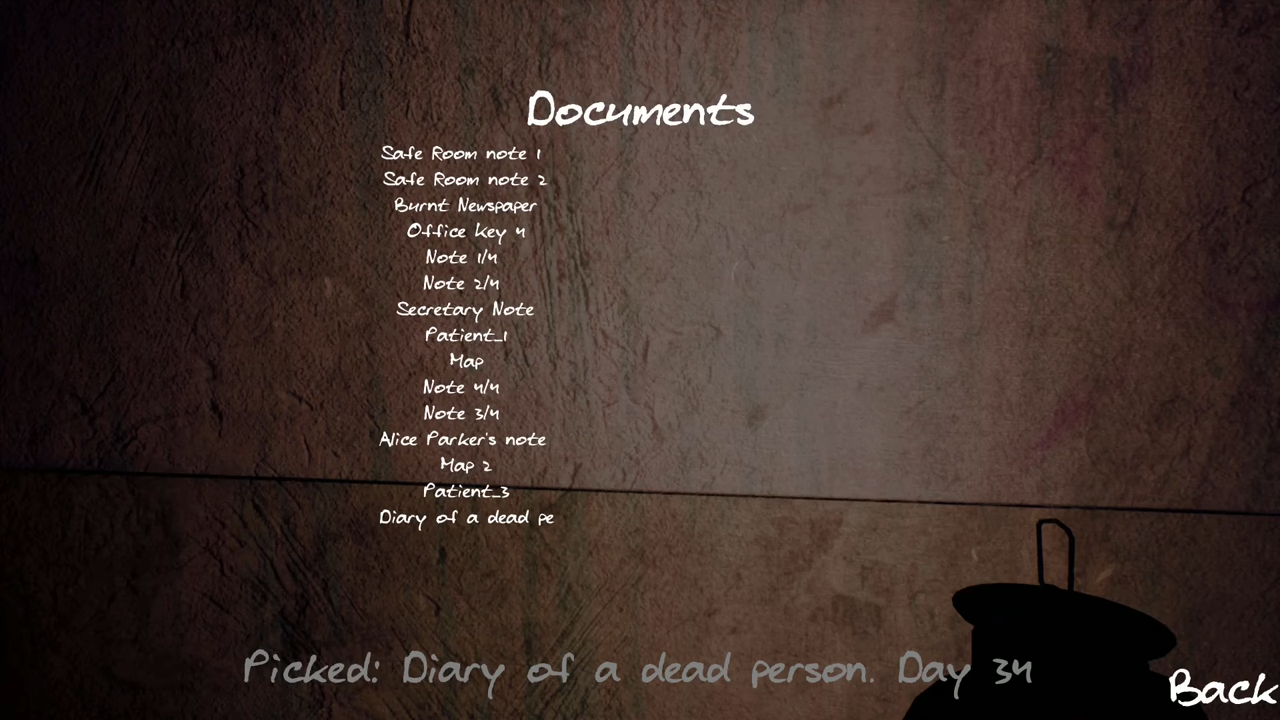 Documents
Safe Room note 1
Safe Room note 2
Burnt Newspaper
Office key 4
Note 1/4
Note 2/4
Secretary Note
Patient_1
Map
Note 4/4
Note 3/4
Alice Parker's note
Map 2
Patient_3
Diary of a dead pe
Picked: Diary of a dead person. Day 34
Back